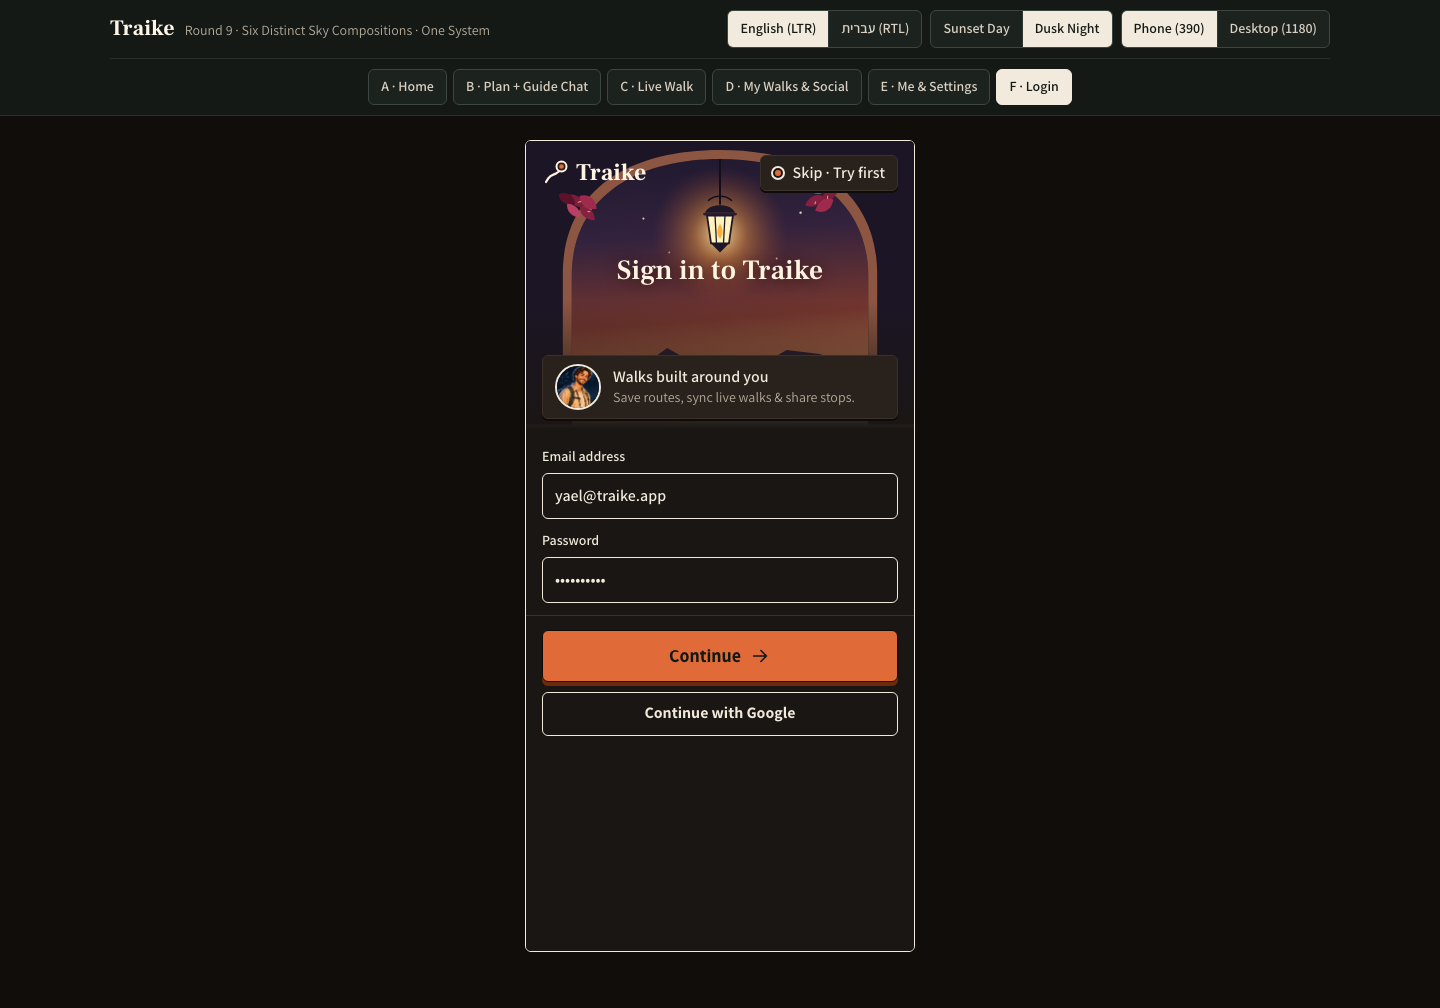 Traike Round 9 · Six Distinct Sky Compositions · One System
English (LTR) עברית (RTL) Sunset Day Dusk Night Phone (390) Desktop (1180)
A · Home B · Plan + Guide Chat C · Live Walk D · My Walks & Social E · Me & Settings F · Login
Traike Skip · Try first
Sign in to Traike
Walks built around you
Save routes, sync live walks & share stops.
Email address
yael@traike.app
Password
••••••••••
Continue →
Continue with Google